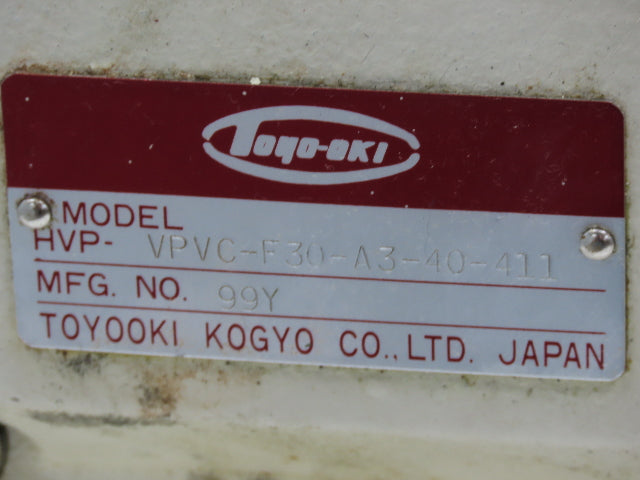 TOYO-OKI
MODEL
HVP- VPVC-F30-A3-40-411
MFG. NO. 99Y
TOYOOKI KOGYO CO.,LTD. JAPAN